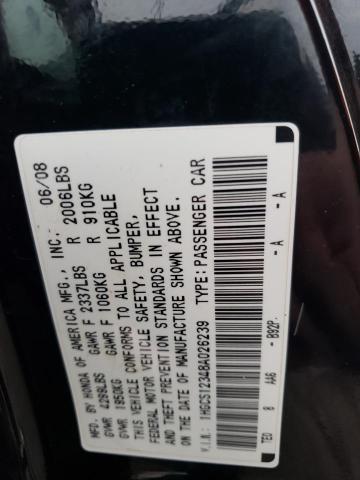 MFD. BY HONDA OF AMERICA MFG., INC. 06/08
GVWR 4299LBS GAWR F 2337LBS R 2006LBS
GVWR 1950KG GAWR F 1060KG R 910KG
THIS VEHICLE CONFORMS TO ALL APPLICABLE
FEDERAL MOTOR VEHICLE SAFETY, BUMPER,
AND THEFT PREVENTION STANDARDS IN EFFECT
ON THE DATE OF MANUFACTURE SHOWN ABOVE.
V.I.N.: 1HGCS12348A026239 TYPE: PASSENGER CAR
TE0 8 AA6 - B92P - A - A